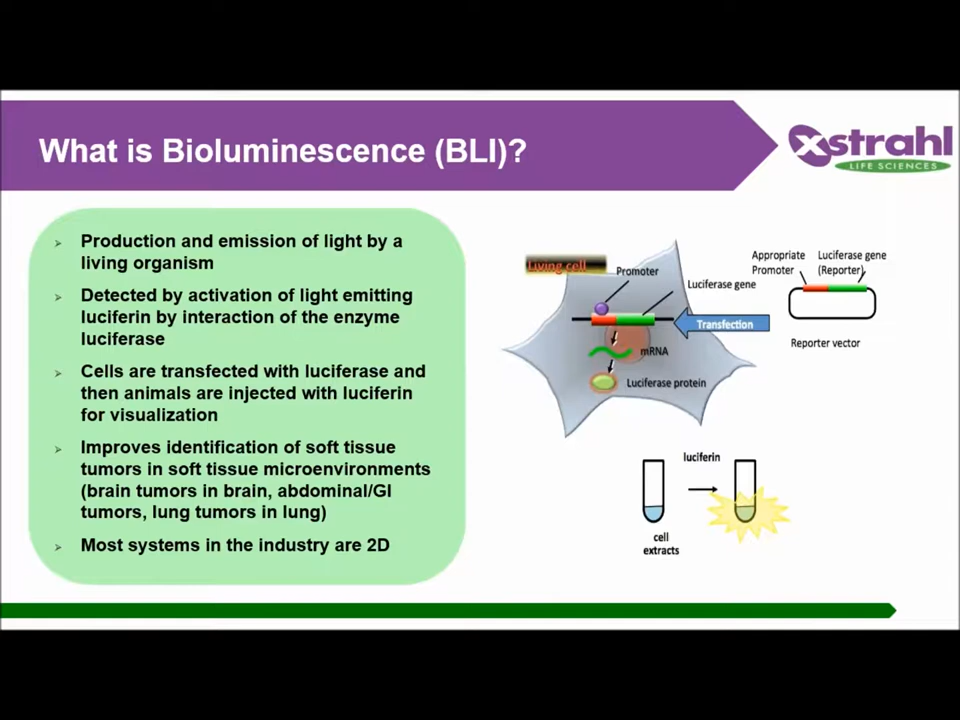 What is Bioluminescence (BLI)?
xstrahl
LIFE SCIENCES
Production and emission of light by a
living organism
Detected by activation of light emitting
luciferin by interaction of the enzyme
luciferase
Cells are transfected with luciferase and
then animals are injected with luciferin
for visualization
Improves identification of soft tissue
tumors in soft tissue microenvironments
(brain tumors in brain, abdominal/GI
tumors, lung tumors in lung)
Most systems in the industry are 2D
Living cell
Promoter
Luciferase gene
mRNA
Luciferase protein
Transfection
Appropriate
Promoter
Luciferase gene
(Reporter)
Reporter vector
luciferin
cell
extracts